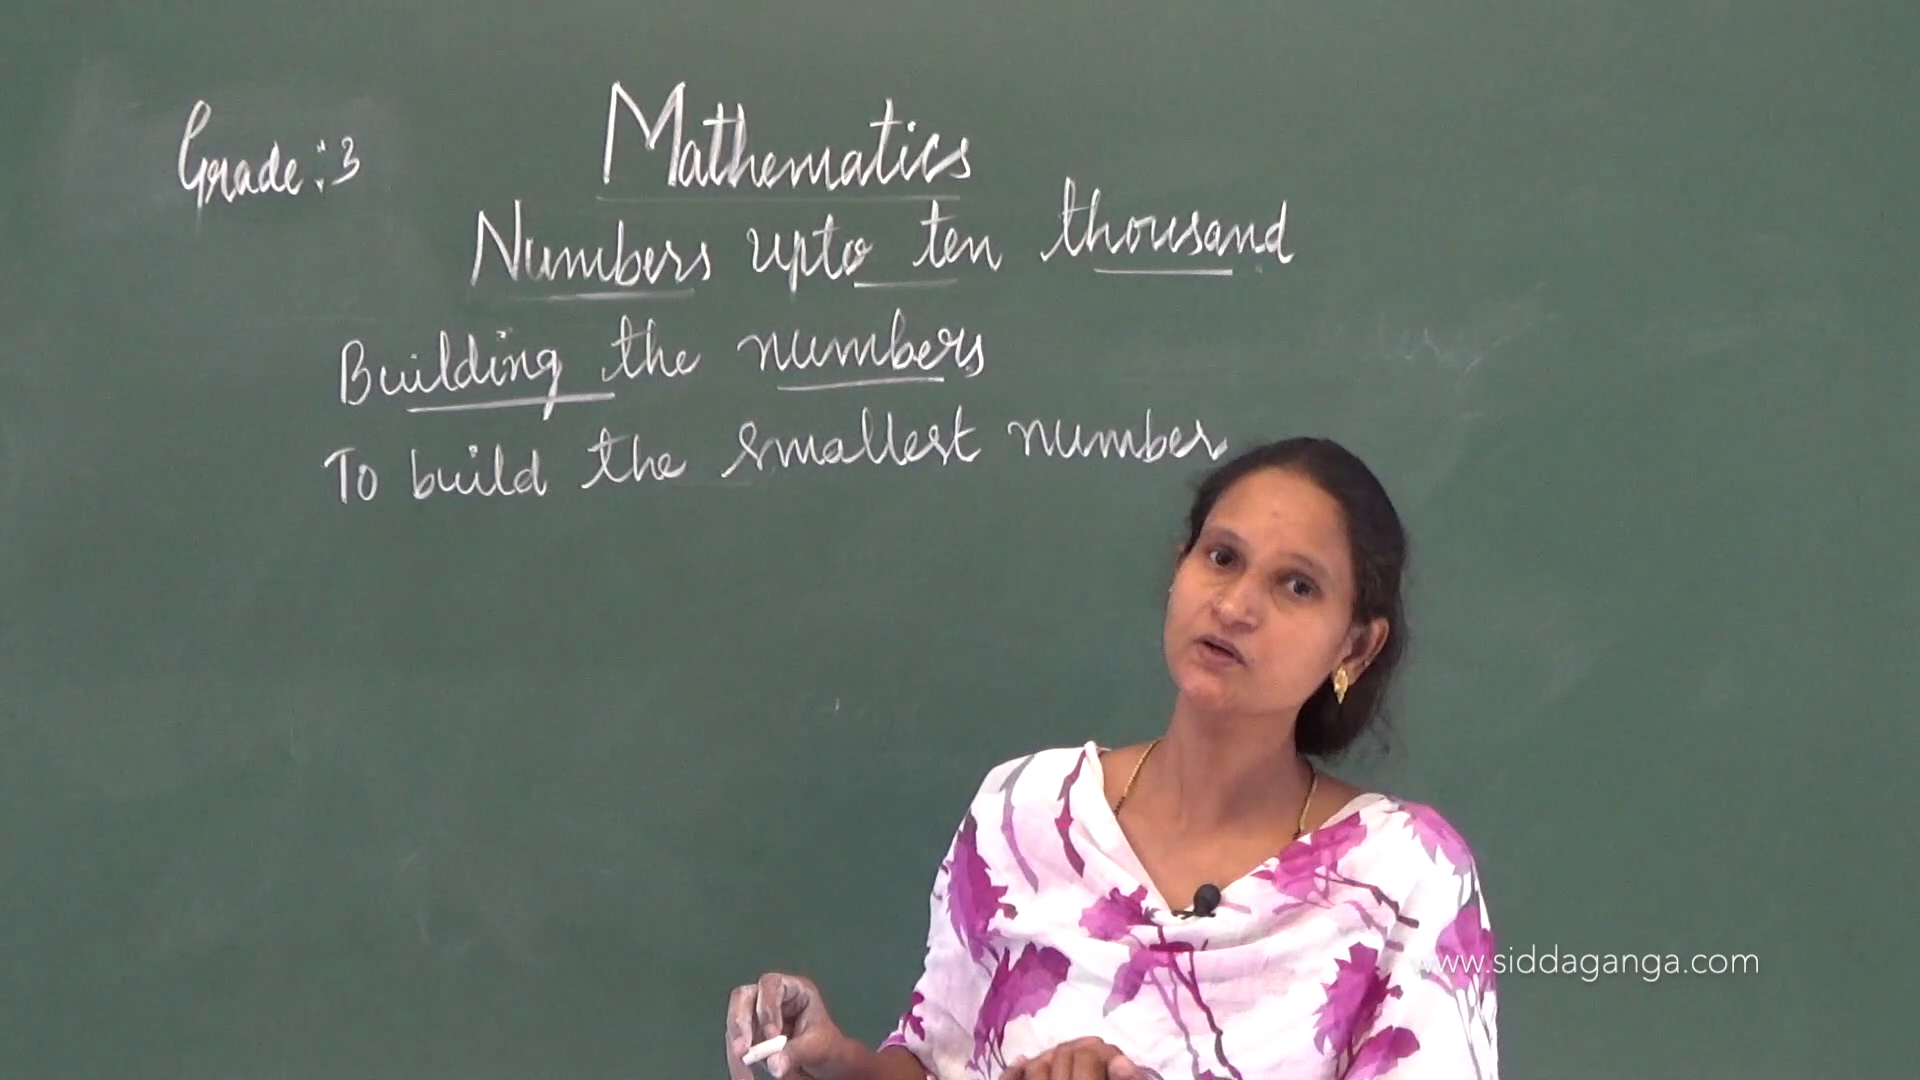 Grade: 3
Mathematics
Numbers upto ten thousand
Building the numbers
To build the smallest number
www.siddaganga.com